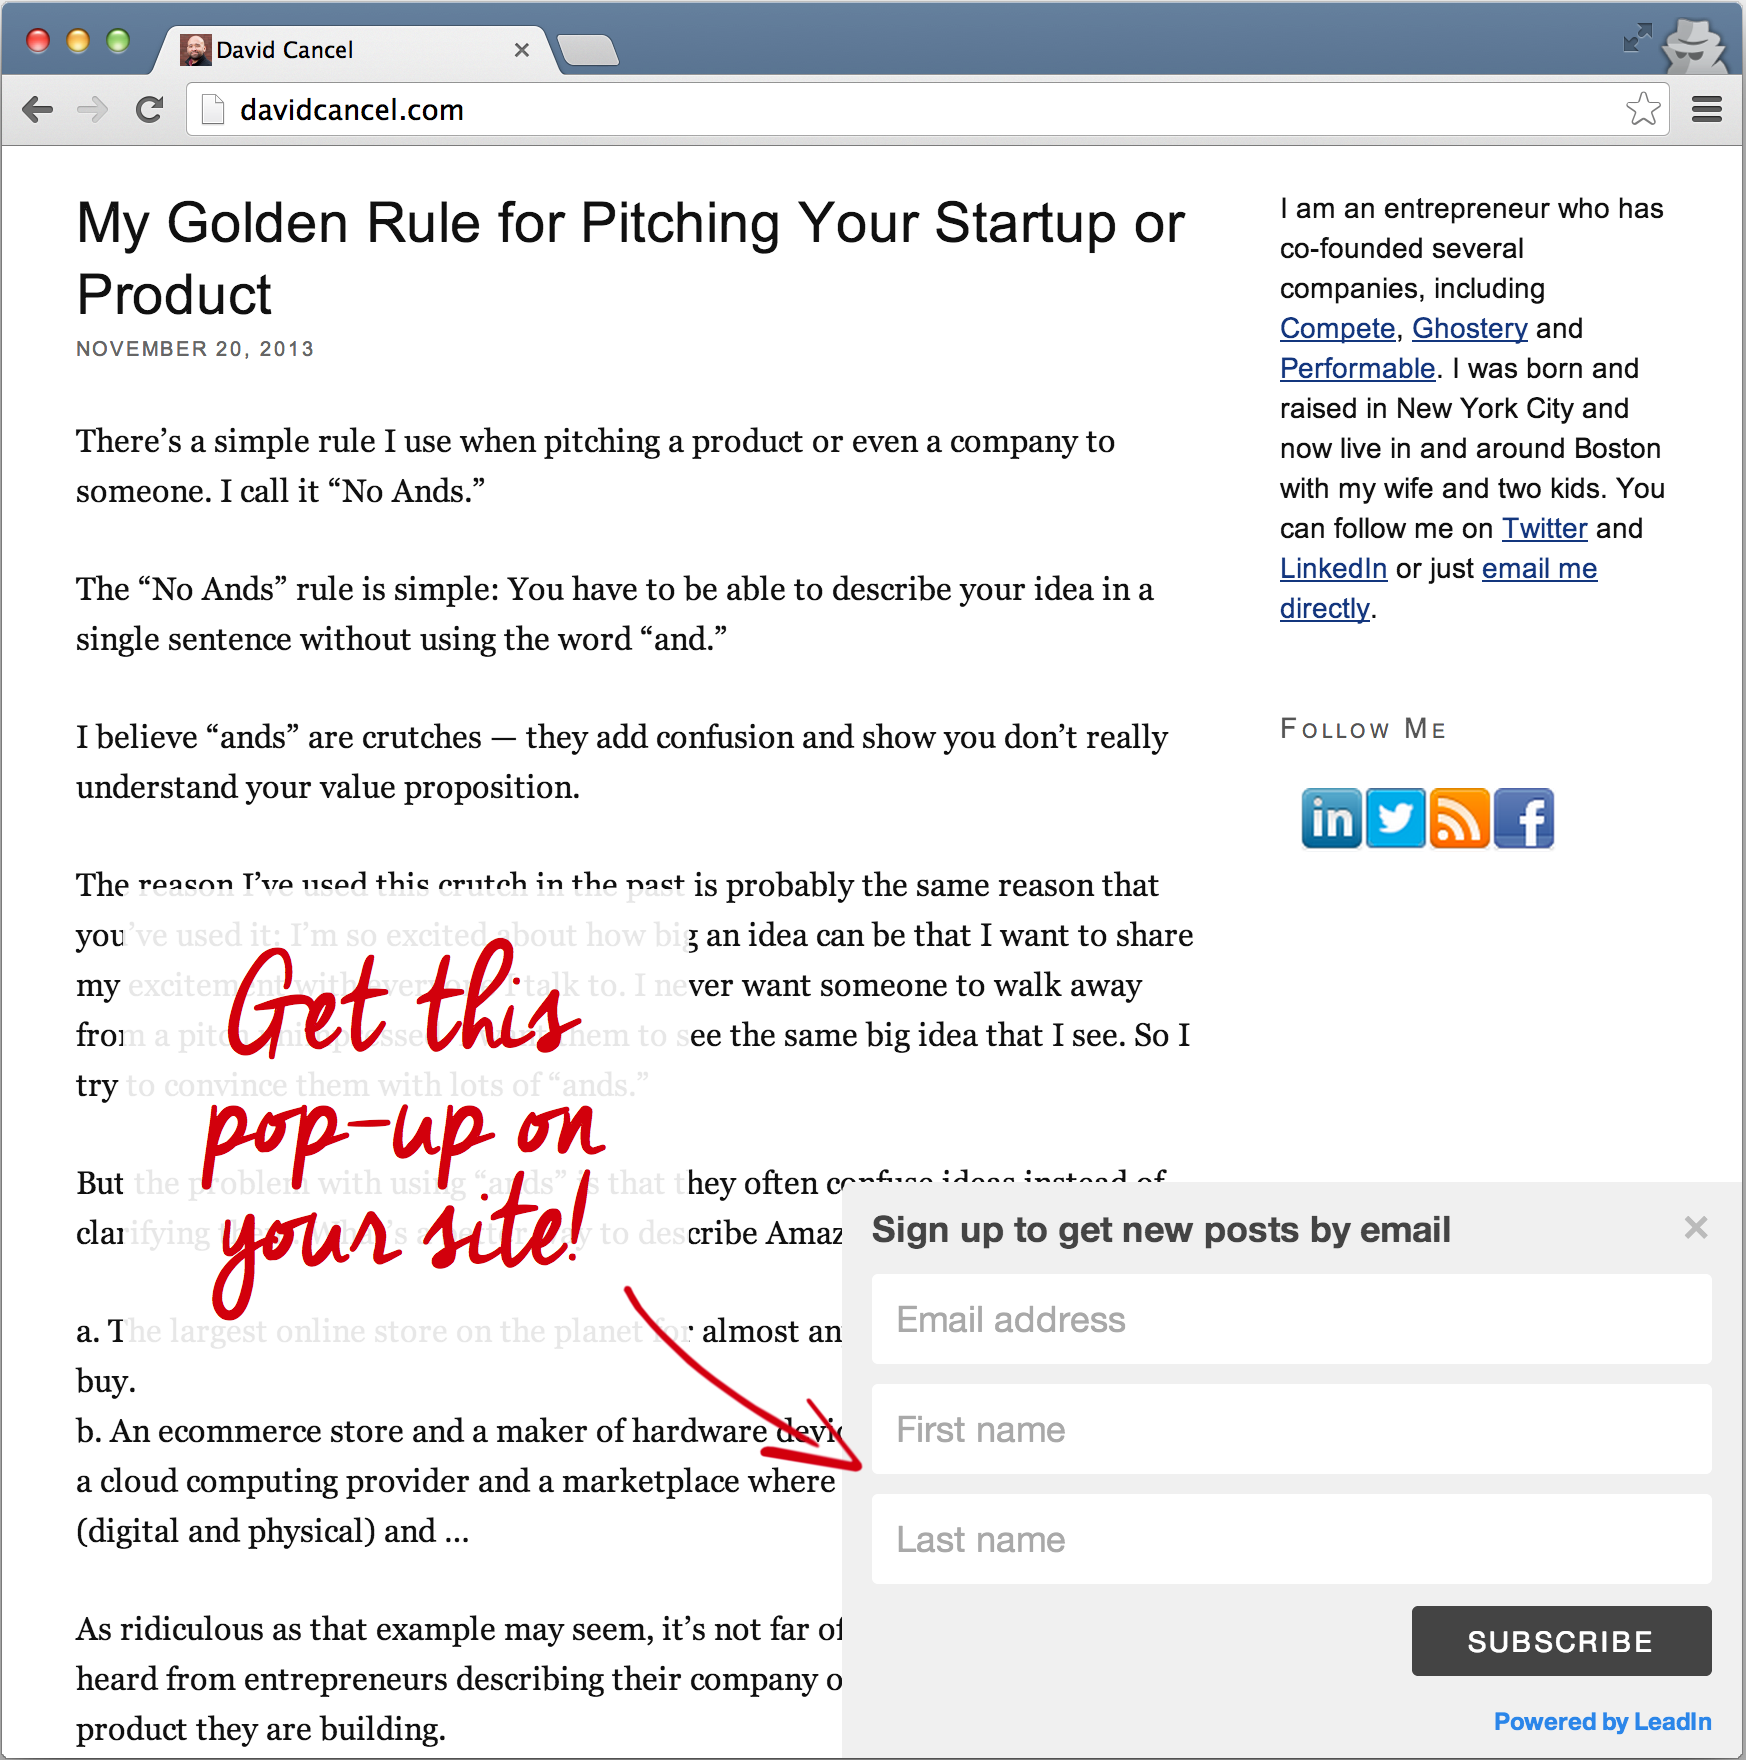 David Cancel
davidcancel.com
My Golden Rule for Pitching Your Startup or
Product
NOVEMBER 20, 2013
There’s a simple rule I use when pitching a product or even a company to
someone. I call it “No Ands.”
The “No Ands” rule is simple: You have to be able to describe your idea in a
single sentence without using the word “and.”
I believe “ands” are crutches — they add confusion and show you don’t really
understand your value proposition.
The reason I’ve used this crutch in the past is probably the same reason that
you’ve used it: I’m so excited about how big an idea can be that I want to share
my excitement with everyone I talk to. I never want someone to walk away
from a pitch to see the same big idea that I see. So I
try to convince them with lots of “ands.”
But the problem with using “ands” is that they often confuse ideas instead of
clarifying to describe Amaz
a. The largest online store on the planet for almost an
buy.
b. An ecommerce store and a maker of hardware devic
a cloud computing provider and a marketplace where
(digital and physical) and ...
As ridiculous as that example may seem, it’s not far of
heard from entrepreneurs describing their company o
product they are building.
Get this
pop-up on
your site!
I am an entrepreneur who has
co-founded several
companies, including
Compete, Ghostery and
Performable. I was born and
raised in New York City and
now live in and around Boston
with my wife and two kids. You
can follow me on Twitter and
LinkedIn or just email me
directly.
FOLLOW ME
in
f
Sign up to get new posts by email
×
Email address
First name
Last name
SUBSCRIBE
Powered by LeadIn